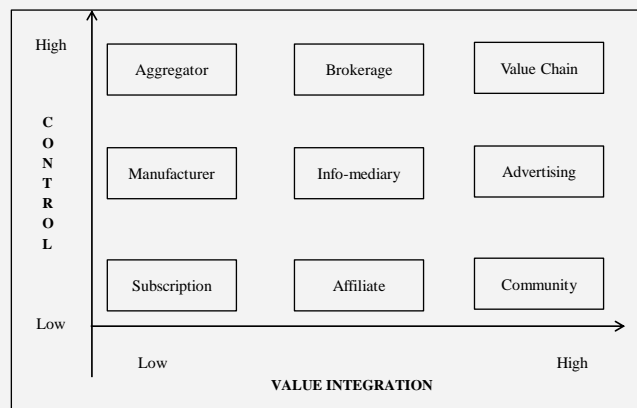 High
Aggregator
Brokerage
Value Chain
C
O
N
T
R
O
L
Manufacturer
Info-mediary
Advertising
Subscription
Affiliate
Community
Low
Low
High
VALUE INTEGRATION